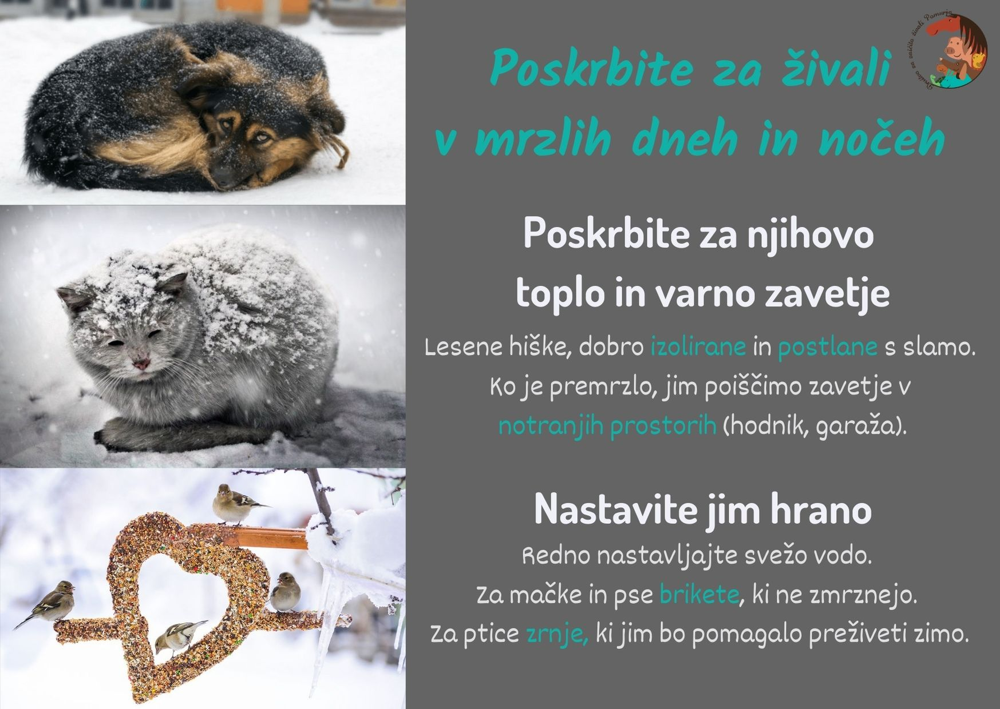 Društvo za zaščito živali Pomurja
Poskrbite za živali
v mrzlih dneh in nočeh
Poskrbite za njihovo
toplo in varno zavetje
Lesene hiške, dobro izolirane in postlane s slamo.
Ko je premrzlo, jim poiščimo zavetje v
notranjih prostorih (hodnik, garaža).
Nastavite jim hrano
Redno nastavljajte svežo vodo.
Za mačke in pse brikete, ki ne zmrznejo.
Za ptice zrnje, ki jim bo pomagalo preživeti zimo.